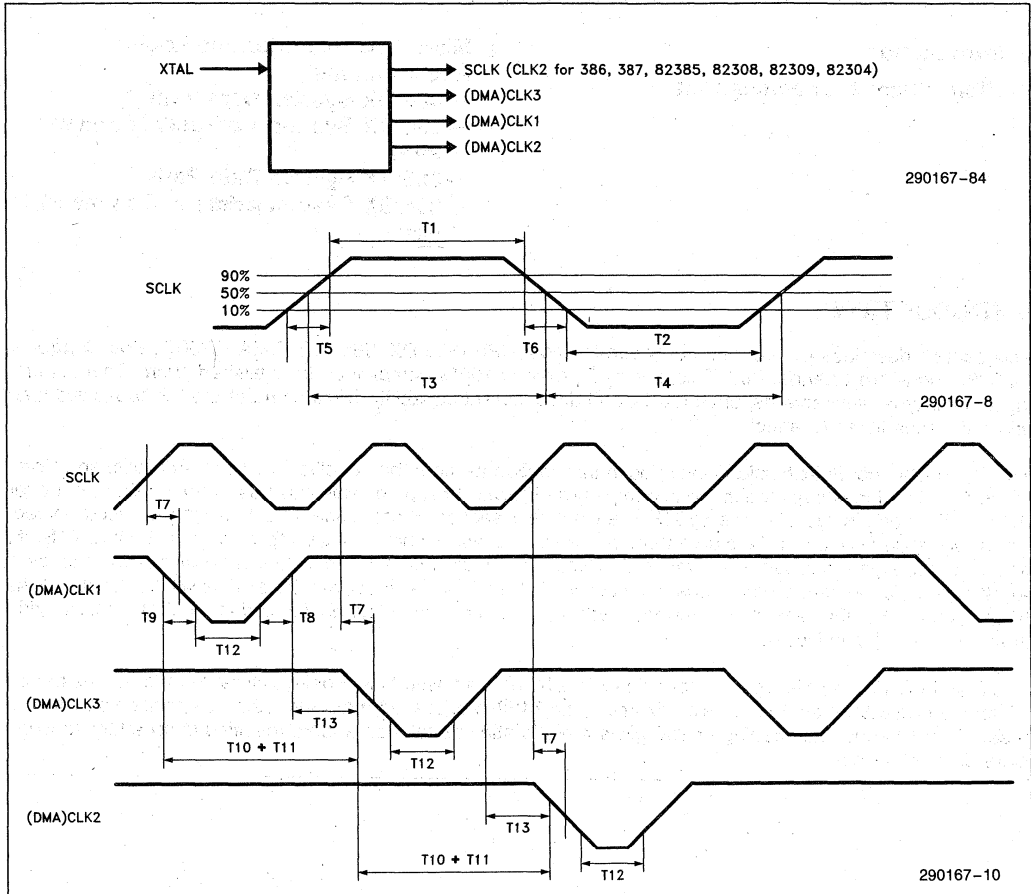 XTAL
SCLK (CLK2 for 386, 387, 82385, 82308, 82309, 82304)
(DMA)CLK3
(DMA)CLK1
(DMA)CLK2
290167-84
T1
90%
SCLK
50%
10%
T5
T6
T2
T3
T4
290167-8
SCLK
T7
(DMA)CLK1
T9
T8
T7
T12
(DMA)CLK3
T13
T12
T10 + T11
T7
(DMA)CLK2
T13
T12
T10 + T11
290167-10